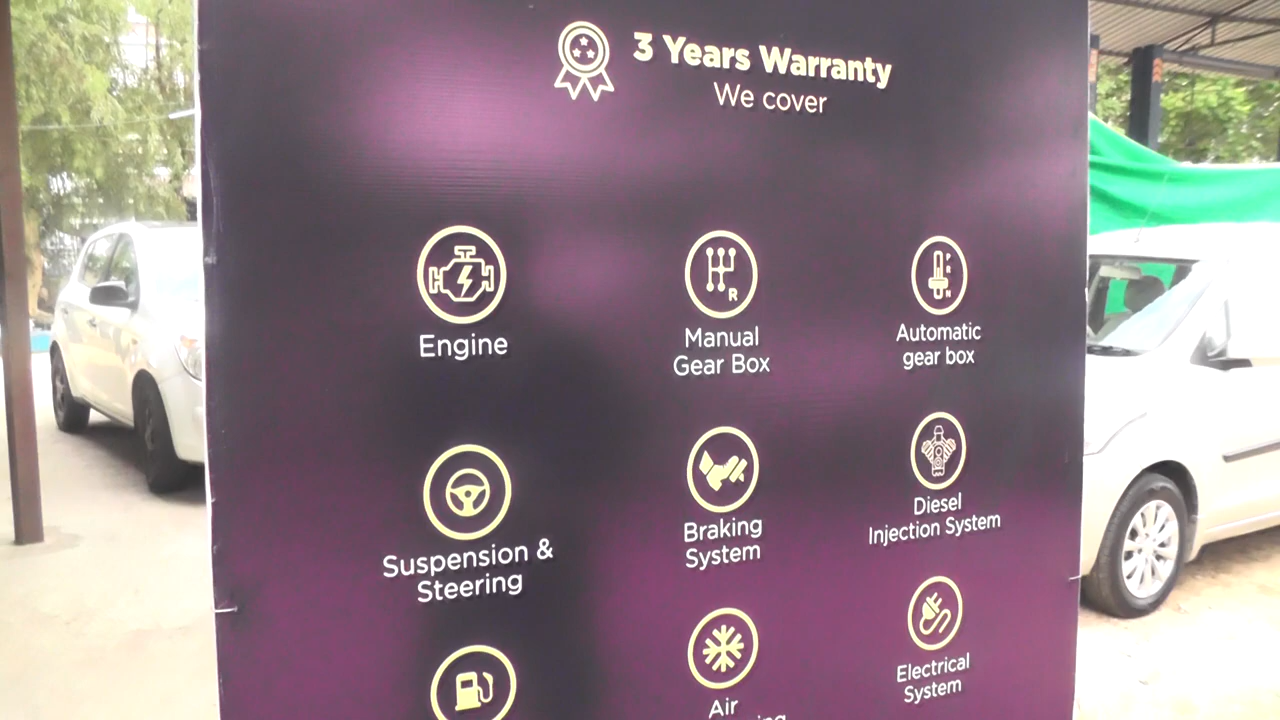 3 Years Warranty
We cover
Engine
Manual
Gear Box
R
Automatic
gear box
P
R
N
Suspension &
Steering
Braking
System
Diesel
Injection System
Air
Electrical
System